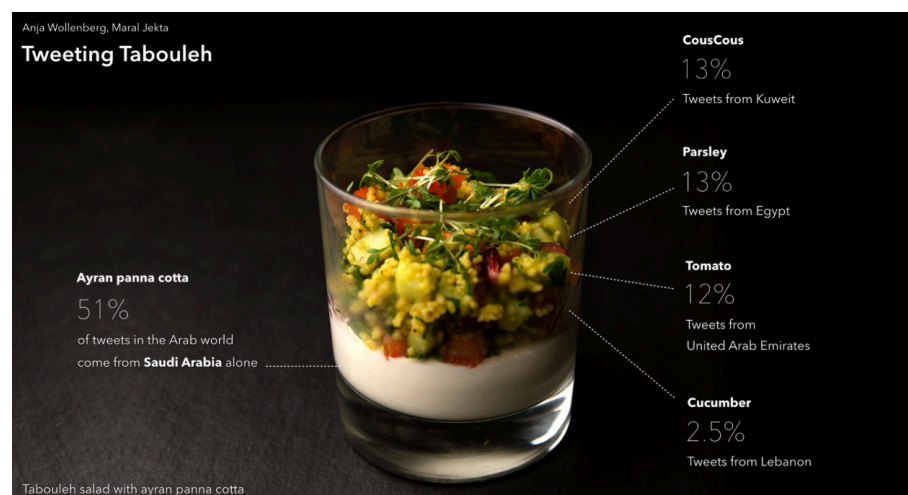 Anja Wollenberg, Maral Jekta
Tweeting Tabouleh
CousCous
13%
Tweets from Kuweit
Parsley
13%
Tweets from Egypt
Tomato
12%
Tweets from
United Arab Emirates
Cucumber
2.5%
Tweets from Lebanon
Ayran panna cotta
51%
of tweets in the Arab world
come from Saudi Arabia alone
Tabouleh salad with ayran panna cotta